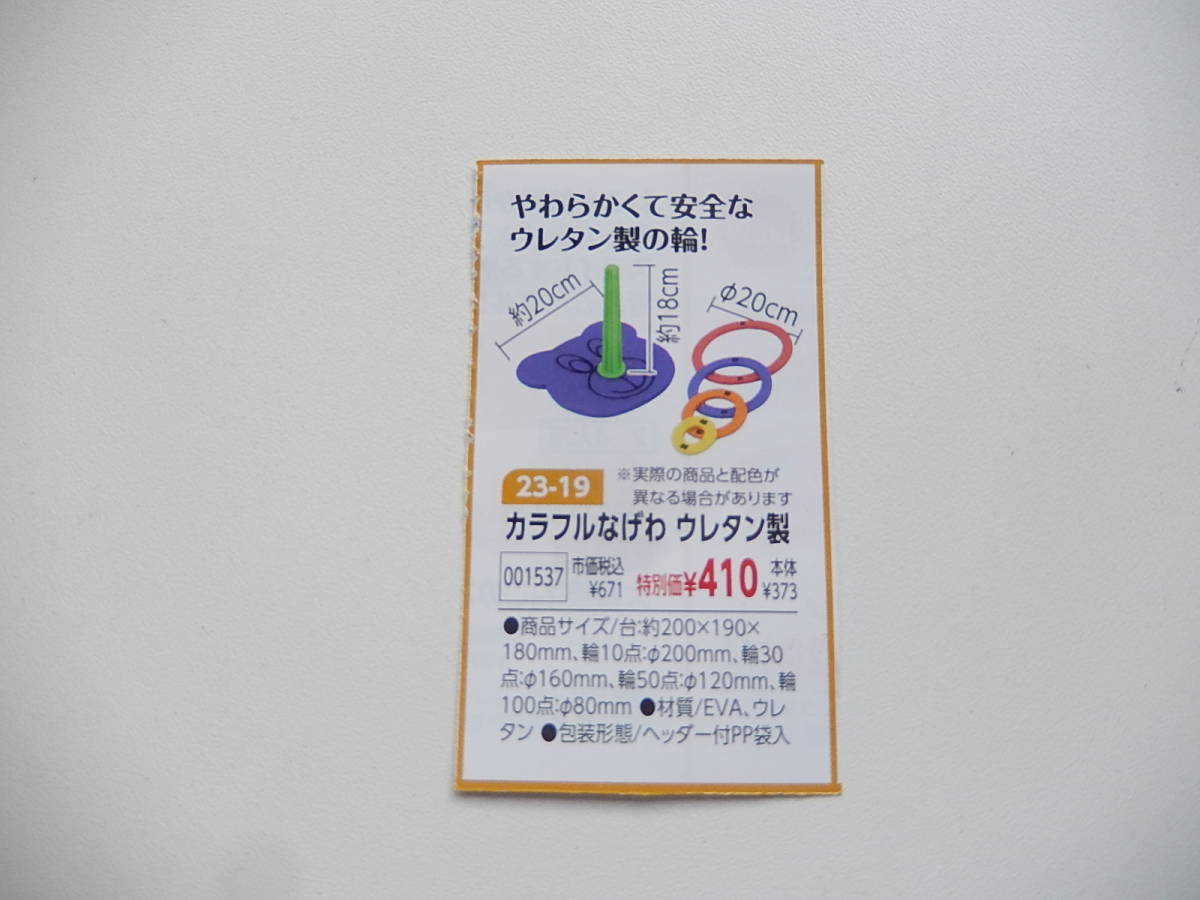 やわらかくて安全な
ウレタン製の輪!
約20cm
約18cm
φ20cm
23-19
※実際の商品と配色が
異なる場合があります
カラフルなげわ ウレタン製
001537 市価税込 ¥671 特別価¥410 本体 ¥373
●商品サイズ/台:約200×190×
180mm、輪10点:φ200mm、輪30
点:φ160mm、輪50点:φ120mm、輪
100点:φ80mm ●材質/EVA、ウレ
タン ●包装形態/ヘッダー付PP袋入